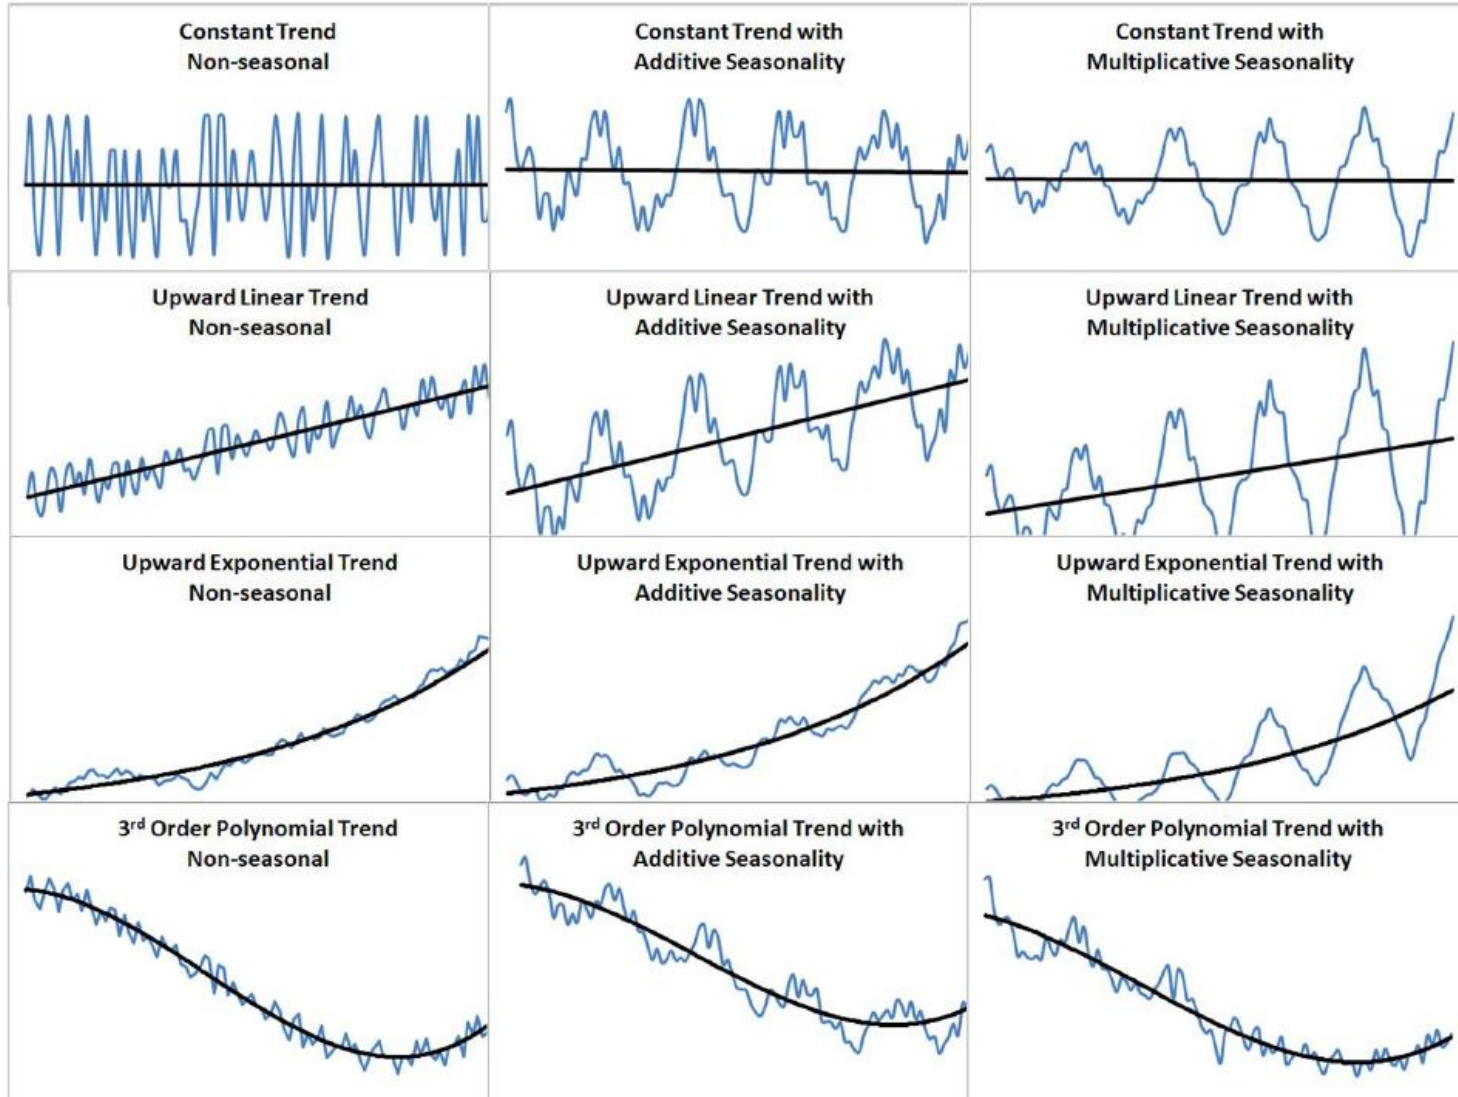 Constant Trend
Non-seasonal
Constant Trend with
Additive Seasonality
Constant Trend with
Multiplicative Seasonality
Upward Linear Trend
Non-seasonal
Upward Linear Trend with
Additive Seasonality
Upward Linear Trend with
Multiplicative Seasonality
Upward Exponential Trend
Non-seasonal
Upward Exponential Trend with
Additive Seasonality
Upward Exponential Trend with
Multiplicative Seasonality
3rd Order Polynomial Trend
Non-seasonal
3rd Order Polynomial Trend with
Additive Seasonality
3rd Order Polynomial Trend with
Multiplicative Seasonality